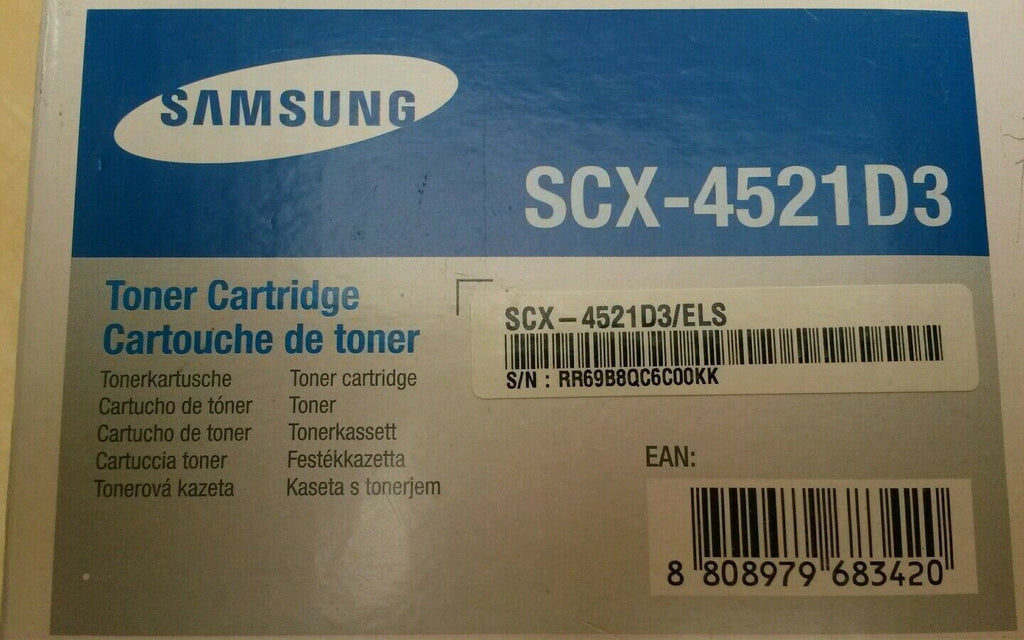 SAMSUNG
SCX-4521D3
Toner Cartridge
Cartouche de toner
Tonerkartusche
Cartucho de tóner
Cartucho de toner
Cartuccia toner
Tonerová kazeta
Toner cartridge
Toner
Tonerkassett
Festékkazetta
Kaseta s tonerjem
SCX-4521D3/ELS
S/N : RR69B8QC6C00KK
EAN:
8 808979 683420